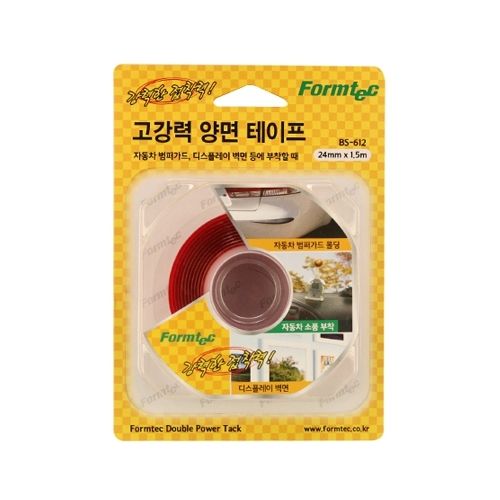 강력한 접착력!
Formtec
고강력 양면 테이프
BS-612
자동차 범퍼가드, 디스플레이 벽면 등에 부착할 때
24mm x 1.5m
자동차 범퍼가드 몰딩
자동차 소품 부착
Formtec
강력한 접착력!
디스플레이 벽면
Formtec Double Power Tack
www.formtec.co.kr